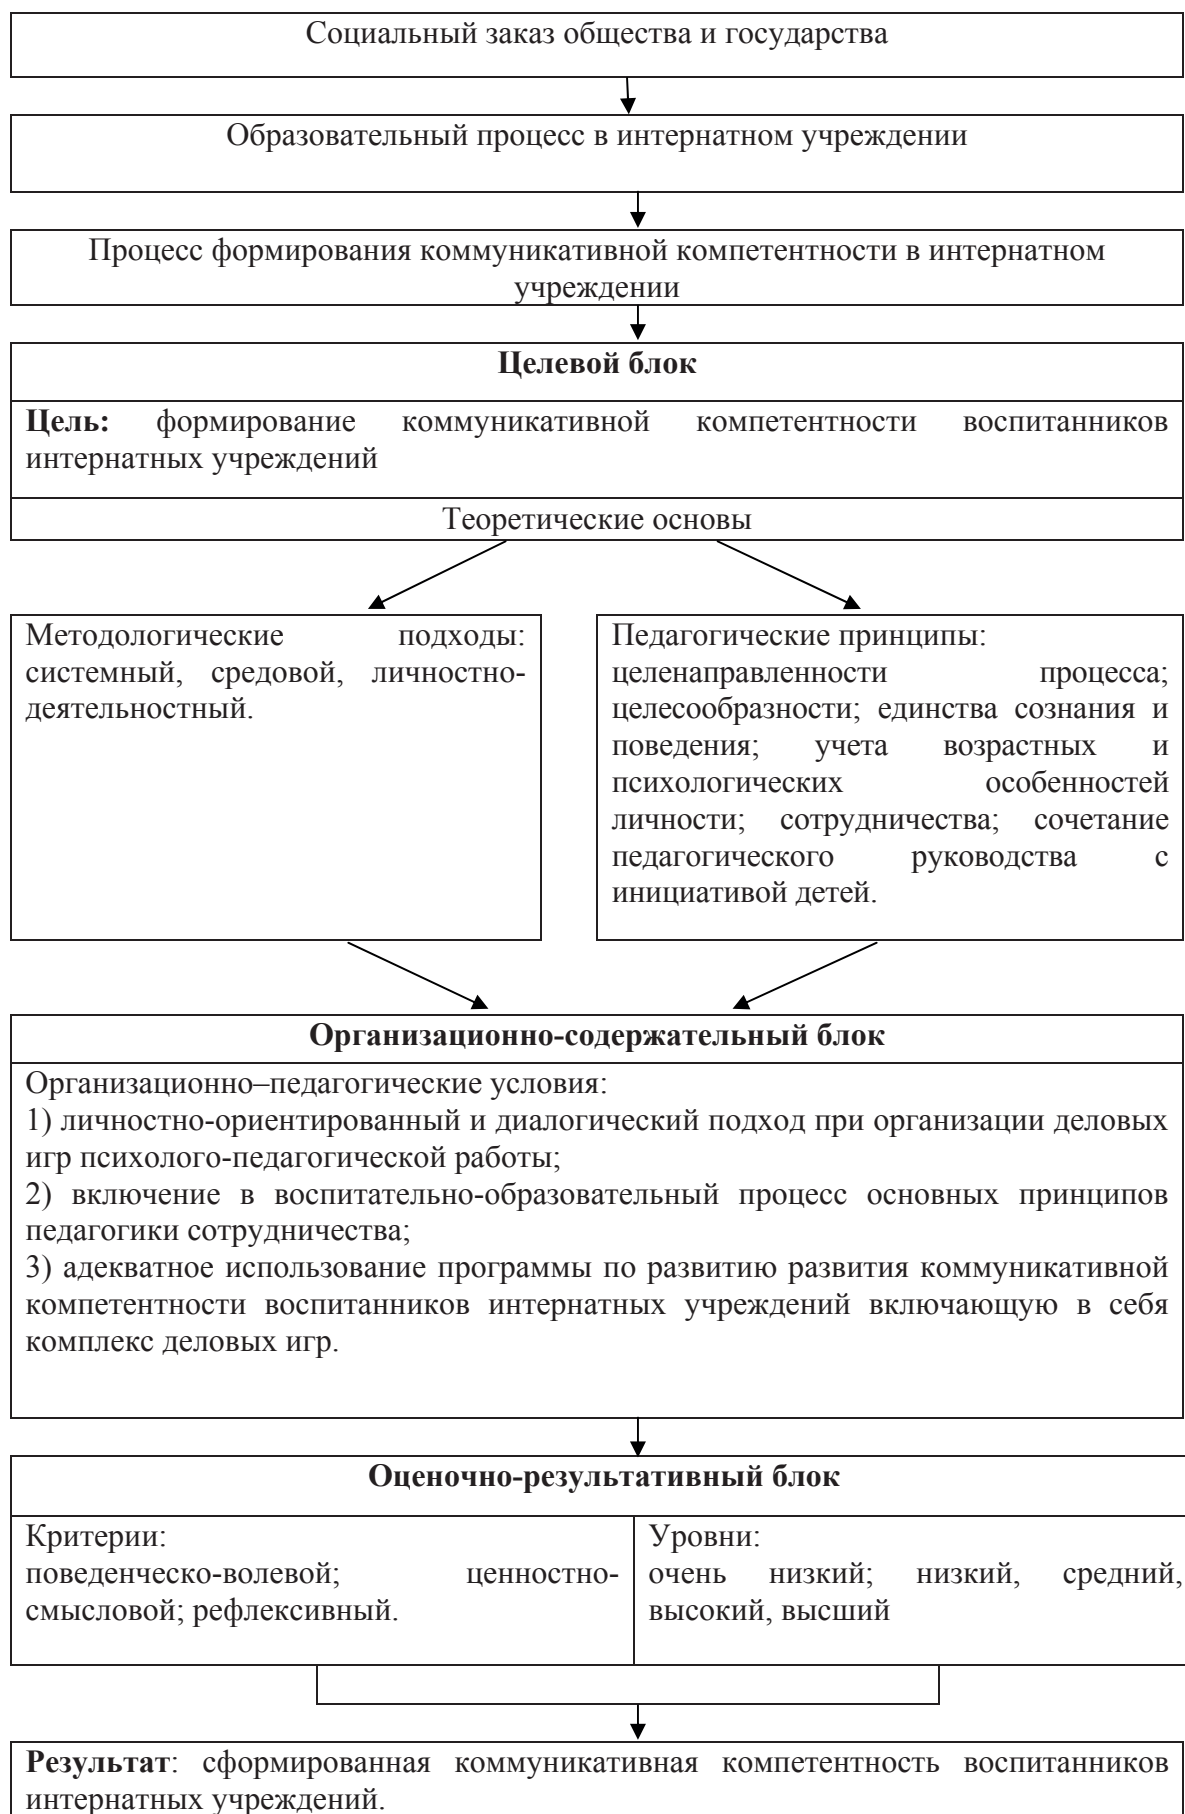 Социальный заказ общества и государства
Образовательный процесс в интернатном учреждении
Процесс формирования коммуникативной компетентности в интернатном
учреждении
Целевой блок
Цель: формирование коммуникативной компетентности воспитанников
интернатных учреждений
Теоретические основы
Методологические подходы:
системный, средовой, личностно-
деятельностный.
Педагогические принципы:
целенаправленности процесса;
целесообразности; единства сознания и
поведения; учета возрастных и
психологических особенностей
личности; сотрудничества; сочетание
педагогического руководства с
инициативой детей.
Организационно-содержательный блок
Организационно–педагогические условия:
1) личностно-ориентированный и диалогический подход при организации деловых
игр психолого-педагогической работы;
2) включение в воспитательно-образовательный процесс основных принципов
педагогики сотрудничества;
3) адекватное использование программы по развитию развития коммуникативной
компетентности воспитанников интернатных учреждений включающую в себя
комплекс деловых игр.
Оценочно-результативный блок
Критерии:
поведенческо-волевой; ценностно-
смысловой; рефлексивный.
Уровни:
очень низкий; низкий, средний,
высокий, высший
Результат: сформированная коммуникативная компетентность воспитанников
интернатных учреждений.